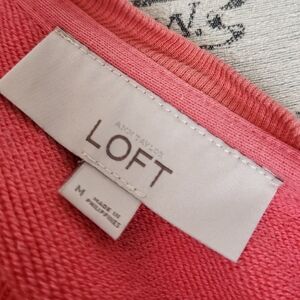 ANN TAYLOR
LOFT
M
MADE IN
PHILIPPINES